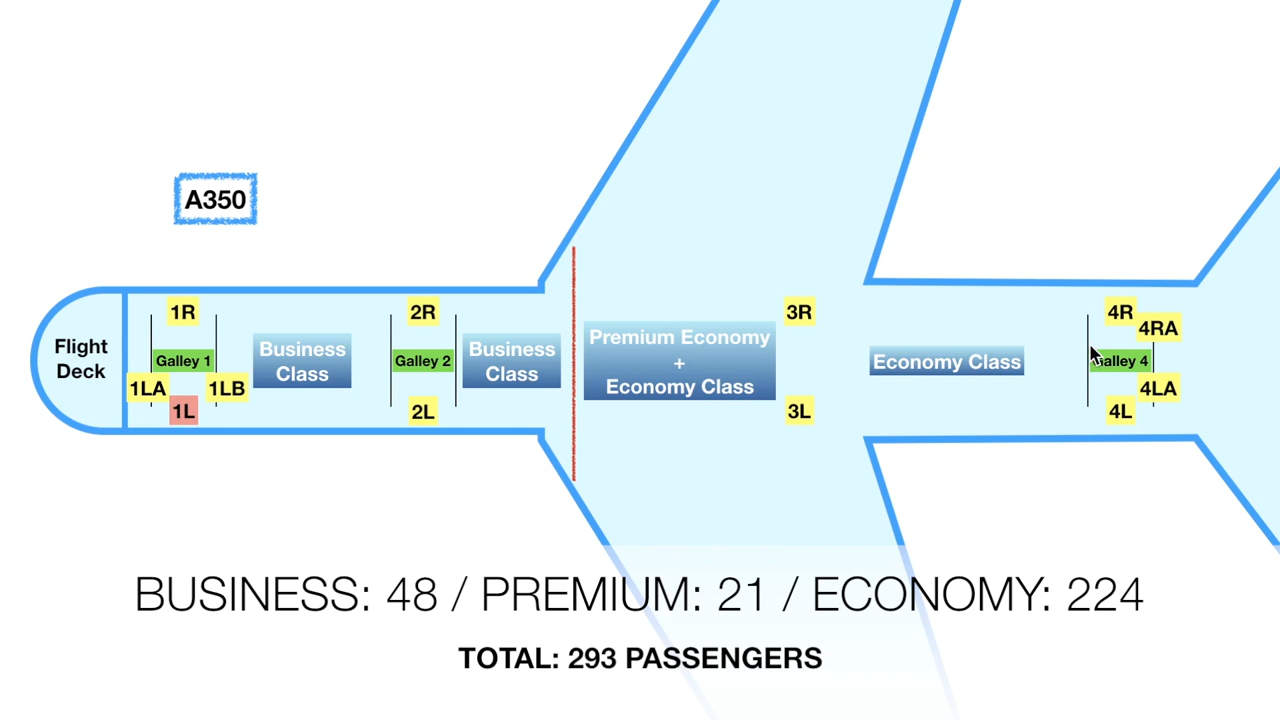 A350
1R
2R
3R
4R
4RA
Flight
Deck
Galley 1
Business
Class
Galley 2
Business
Class
Premium Economy
+
Economy Class
Economy Class
alley 4
1LA
1LB
4LA
1L
2L
3L
4L
BUSINESS: 48 / PREMIUM: 21 / ECONOMY: 224
TOTAL: 293 PASSENGERS